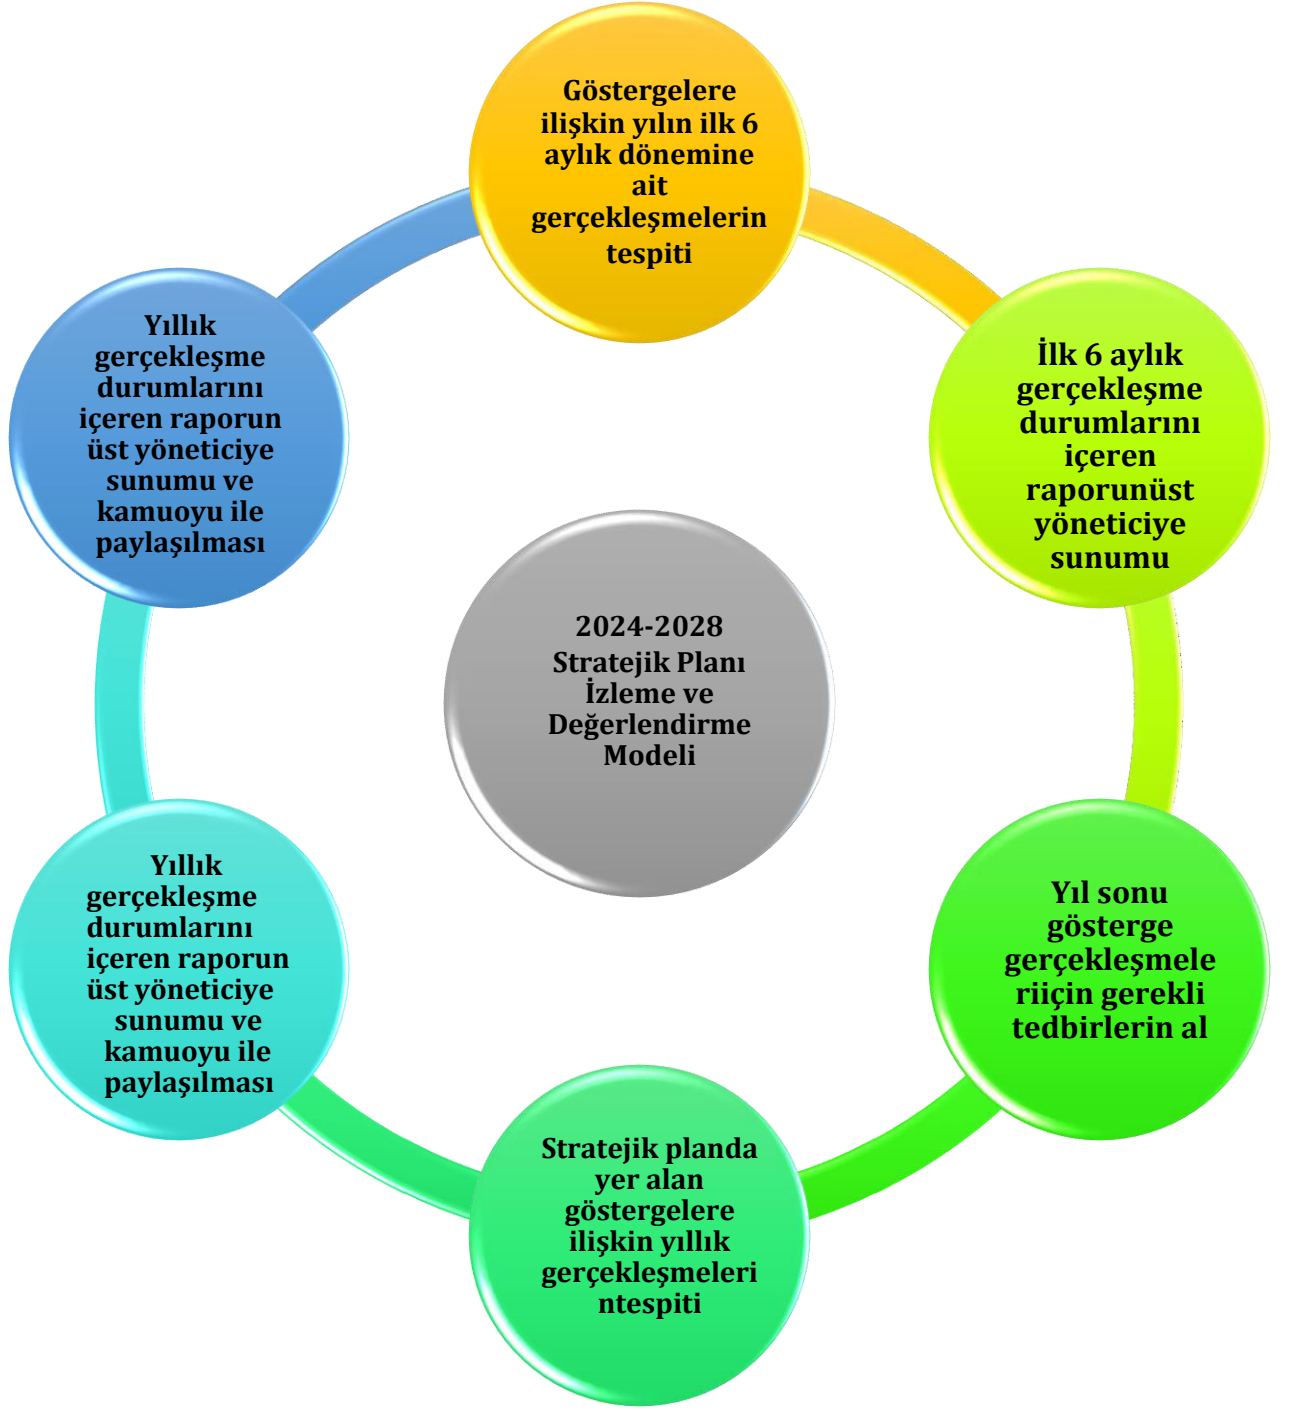 Göstergelere
ilişkin yılın ilk 6
aylık dönemine
ait
gerçekleşmelerin
tespiti
İlk 6 aylık
gerçekleşme
durumlarını
içeren
raporunüst
yöneticiye
sunumu
Yıl sonu
gösterge
gerçekleşmele
riiçin gerekli
tedbirlerin al
Stratejik planda
yer alan
göstergelere
ilişkin yıllık
gerçekleşmeleri
ntespiti
Yıllık
gerçekleşme
durumlarını
içeren raporun
üst yöneticiye
sunumu ve
kamuoyu ile
paylaşılması
Yıllık
gerçekleşme
durumlarını
içeren raporun
üst yöneticiye
sunumu ve
kamuoyu ile
paylaşılması
2024-2028
Stratejik Planı
İzleme ve
Değerlendirme
Modeli